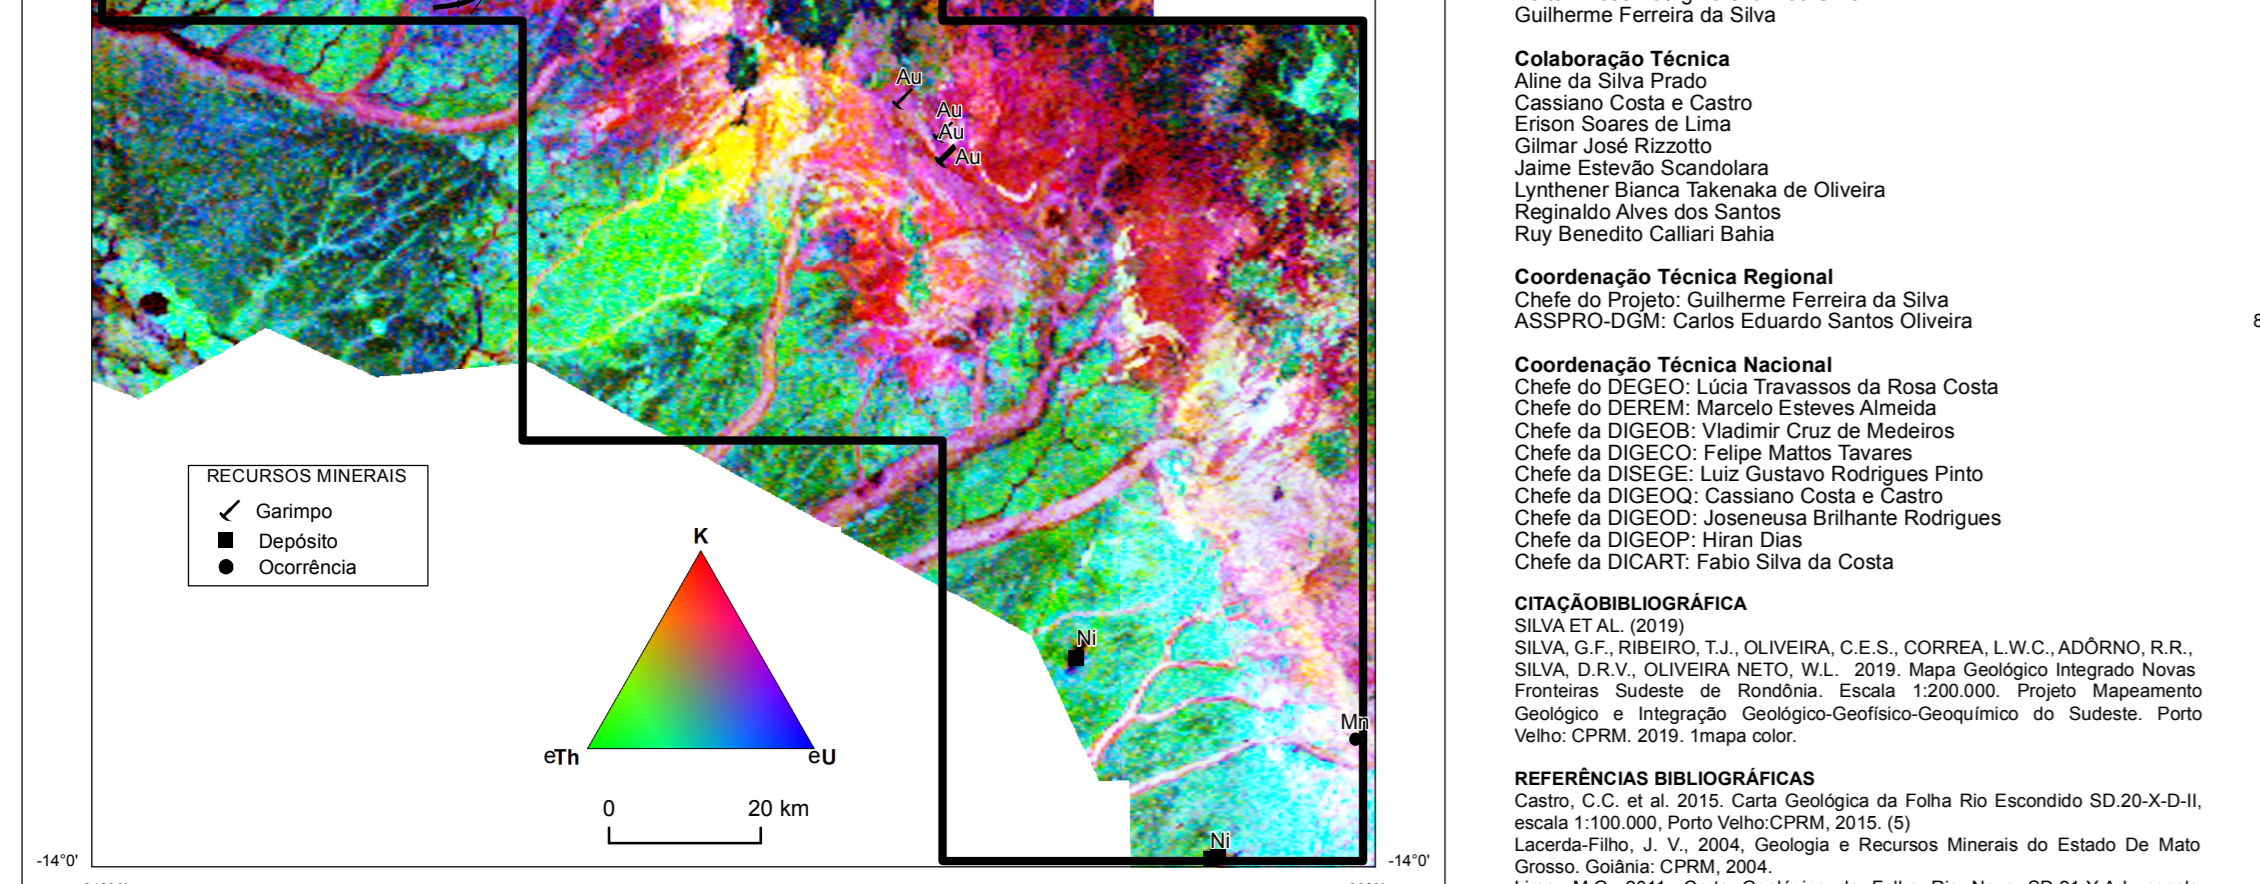 Au
Au
Au
Au
RECURSOS MINERAIS
Garimpo
Depósito
Ocorrência
K
eTh
eU
0 20 km
Ni
Mn
Ni
-14°0'
-14°0'
Guilherme Ferreira da Silva
Colaboração Técnica
Aline da Silva Prado
Cassiano Costa e Castro
Erison Soares de Lima
Gilmar José Rizzotto
Jaime Estevão Scandolara
Lynthener Bianca Takenaka de Oliveira
Reginaldo Alves dos Santos
Ruy Benedito Calliari Bahia
Coordenação Técnica Regional
Chefe do Projeto: Guilherme Ferreira da Silva
ASSPRO-DGM: Carlos Eduardo Santos Oliveira
Coordenação Técnica Nacional
Chefe do DEGEO: Lúcia Travassos da Rosa Costa
Chefe do DEREM: Marcelo Esteves Almeida
Chefe da DIGEOB: Vladimir Cruz de Medeiros
Chefe da DIGECO: Felipe Mattos Tavares
Chefe da DISEGE: Luiz Gustavo Rodrigues Pinto
Chefe da DIGEOQ: Cassiano Costa e Castro
Chefe da DIGEOD: Joseneusa Brilhante Rodrigues
Chefe da DIGEOP: Hiran Dias
Chefe da DICART: Fabio Silva da Costa
CITAÇÃOBIBLIOGRÁFICA
SILVA ET AL. (2019)
SILVA, G.F., RIBEIRO, T.J., OLIVEIRA, C.E.S., CORREA, L.W.C., ADÔRNO, R.R.,
SILVA, D.R.V., OLIVEIRA NETO, W.L. 2019. Mapa Geológico Integrado Novas
Fronteiras Sudeste de Rondônia. Escala 1:200.000. Projeto Mapeamento
Geológico e Integração Geológico-Geofísico-Geoquímico do Sudeste. Porto
Velho: CPRM. 2019. 1mapa color.
REFERÊNCIAS BIBLIOGRÁFICAS
Castro, C.C. et al. 2015. Carta Geológica da Folha Rio Escondido SD.20-X-D-II,
escala 1:100.000, Porto Velho:CPRM, 2015. (5)
Lacerda-Filho, J. V., 2004, Geologia e Recursos Minerais do Estado De Mato
Grosso. Goiânia: CPRM, 2004.